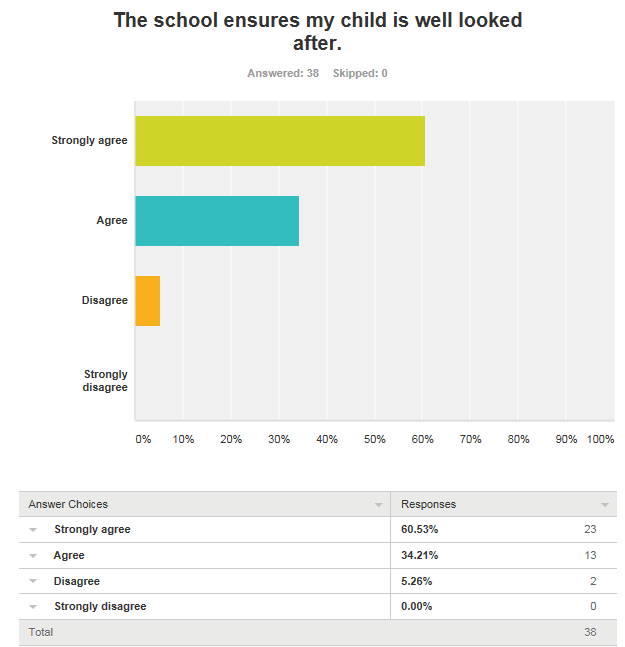 The school ensures my child is well looked
after.
Answered: 38 Skipped: 0
Strongly agree
Agree
Disagree
Strongly
disagree
0% 10% 20% 30% 40% 50% 60% 70% 80% 90% 100%
Answer Choices Responses
Strongly agree 60.53% 23
Agree 34.21% 13
Disagree 5.26% 2
Strongly disagree 0.00% 0
Total 38